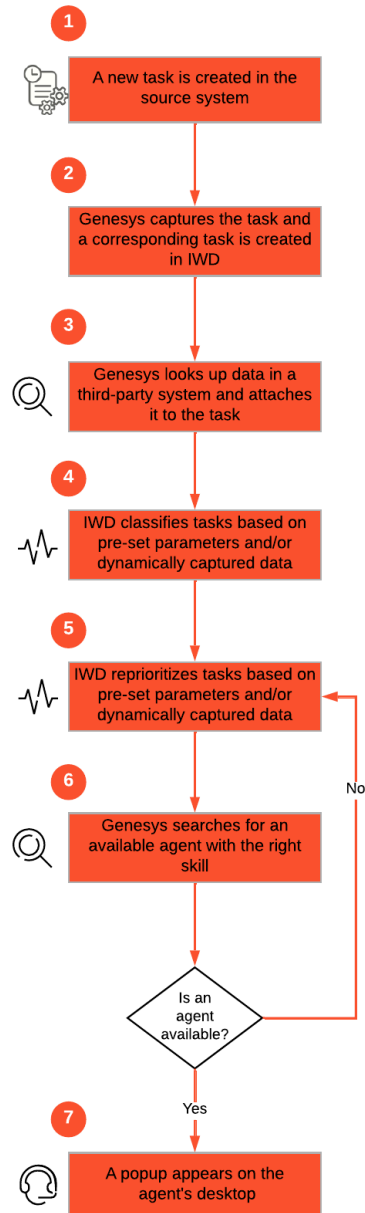 1
A new task is created in the
source system
2
Genesys captures the task and
a corresponding task is created
in IWD
3
Genesys looks up data in a
third-party system and attaches
it to the task
4
IWD classifies tasks based on
pre-set parameters and/or
dynamically captured data
5
IWD reprioritizes tasks based on
pre-set parameters and/or
dynamically captured data
No
6
Genesys searches for an
available agent with the right
skill
Is an
agent
available?
Yes
7
A popup appears on the
agent's desktop